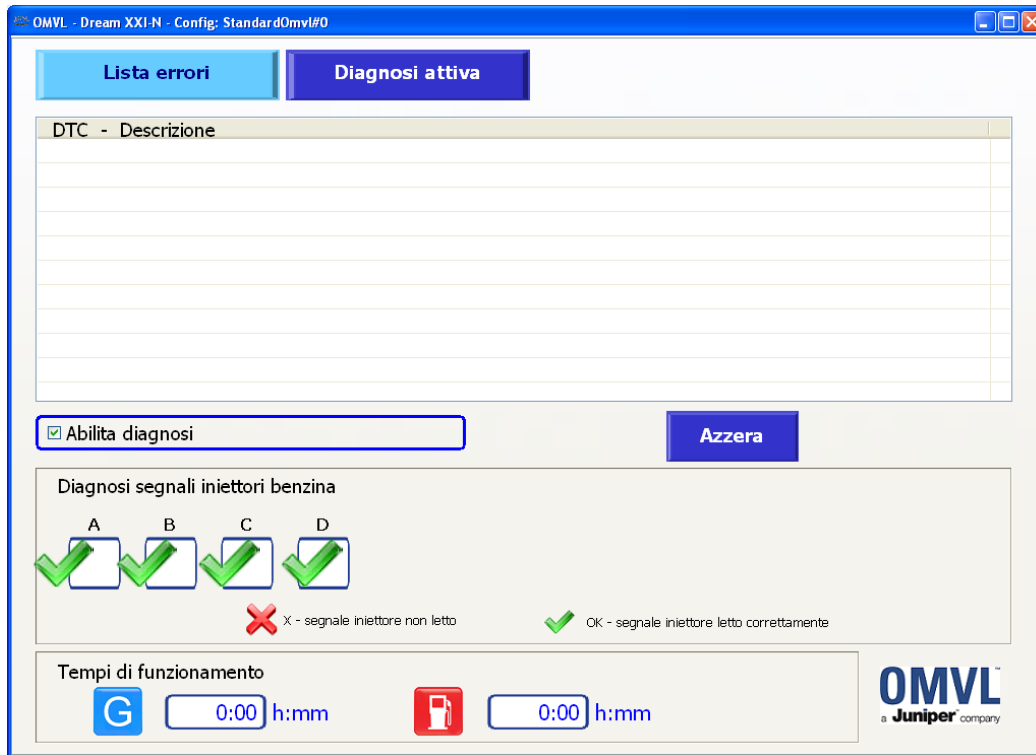 OMVL - Dream XXI-N - Config: StandardOmvl#0
Lista errori
Diagnosi attiva
DTC - Descrizione
Abilita diagnosi
Azzera
Diagnosi segnali iniettori benzina
A B C D
X - segnale iniettore non letto
OK - segnale iniettore letto correttamente
Tempi di funzionamento
G 0:00 h:mm 0:00 h:mm
OMVL™
a Juniper company